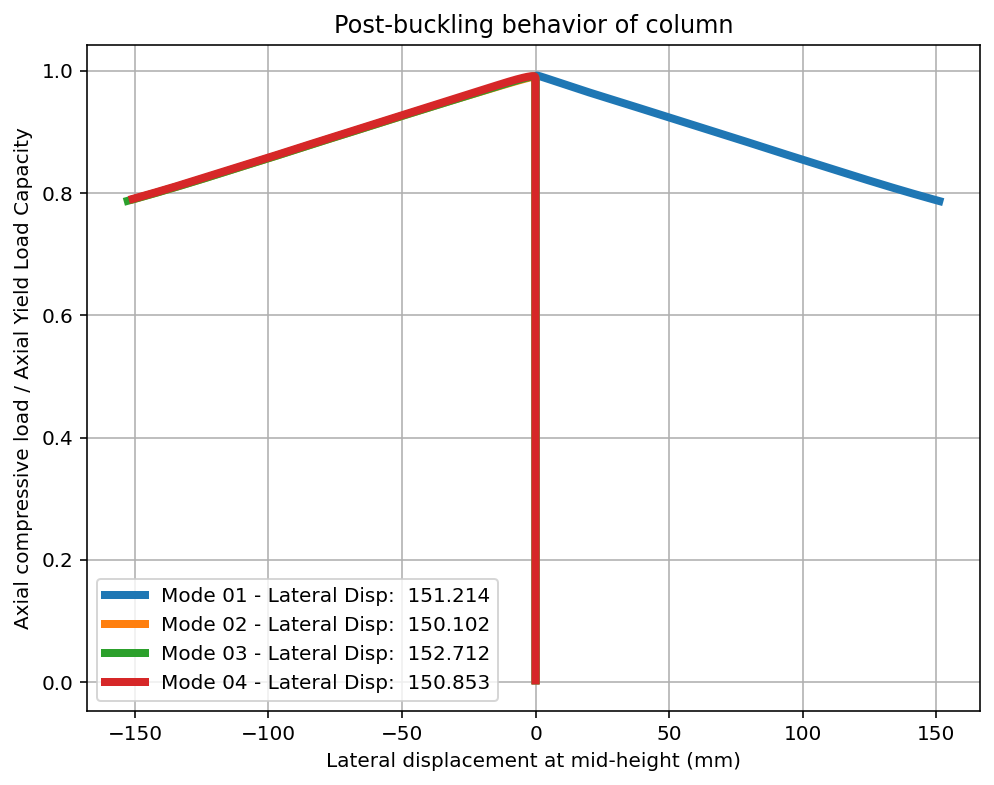 Post-buckling behavior of column
Axial compressive load / Axial Yield Load Capacity
1.0
0.8
0.6
0.4
0.2
0.0
Mode 01 - Lateral Disp:  151.214
Mode 02 - Lateral Disp:  150.102
Mode 03 - Lateral Disp:  152.712
Mode 04 - Lateral Disp:  150.853
−150 −100 −50 0 50 100 150
Lateral displacement at mid-height (mm)